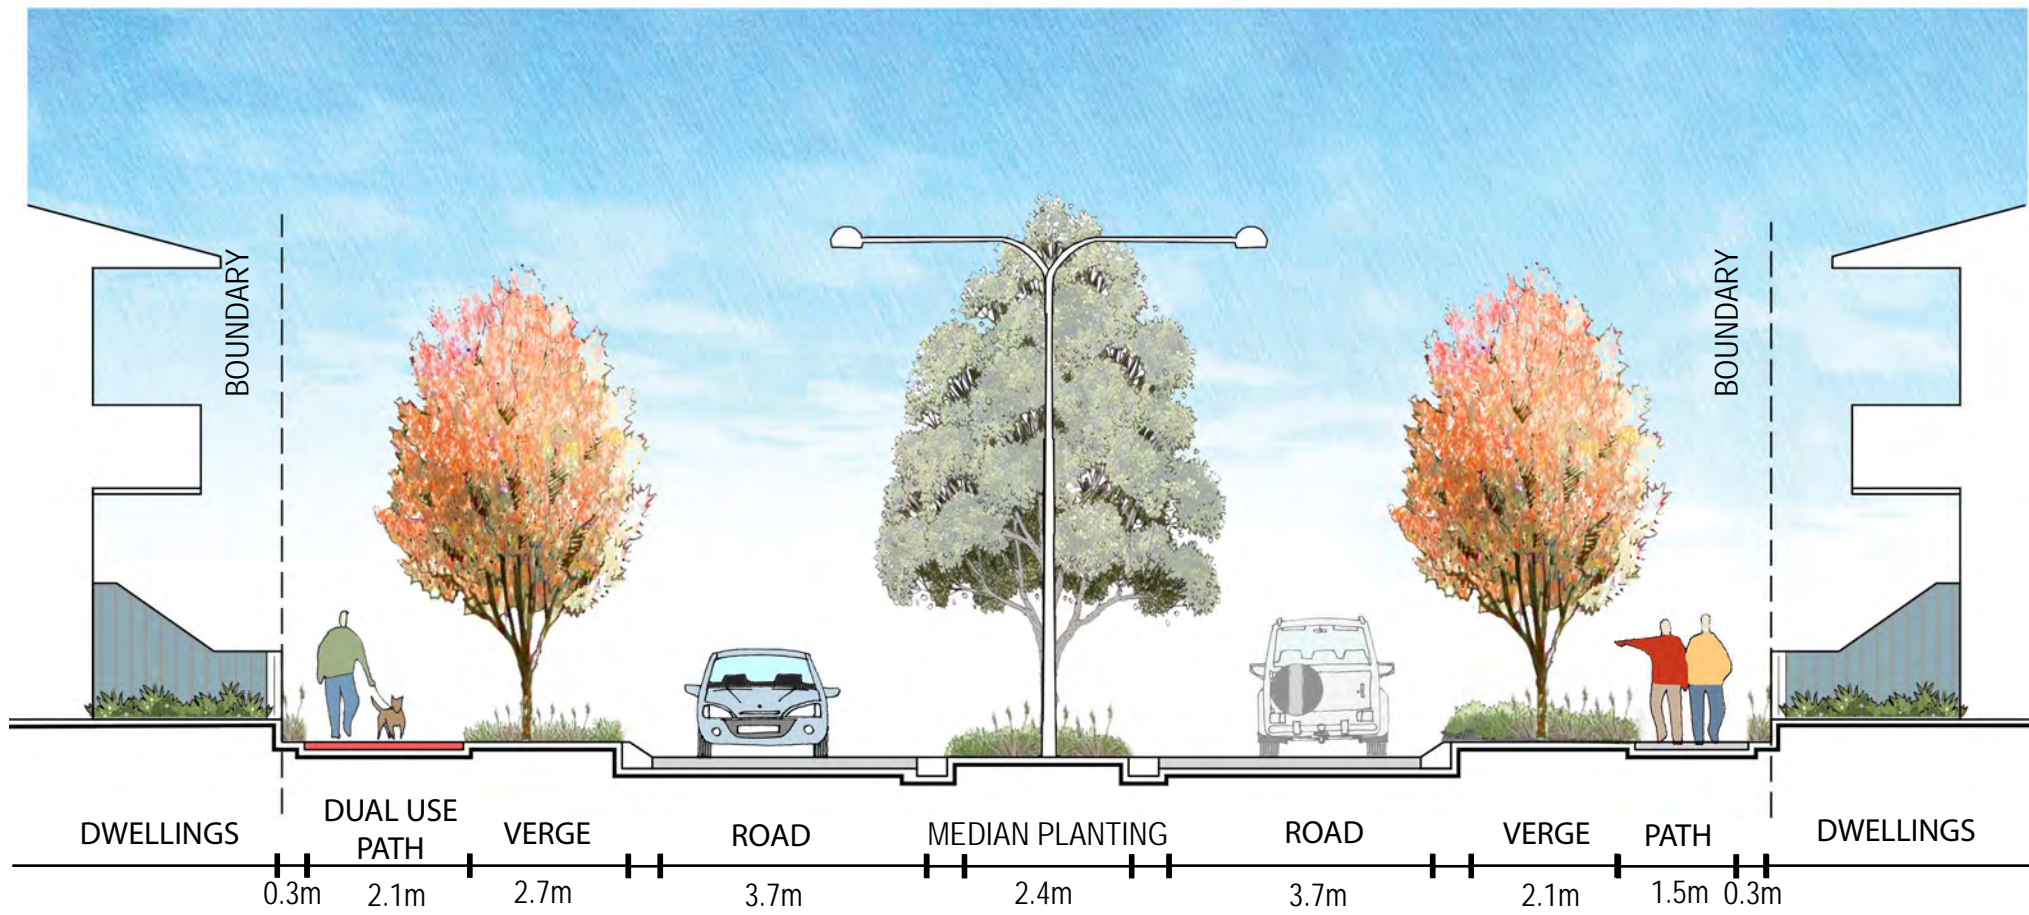 BOUNDARY
BOUNDARY
DWELLINGS
DUAL USE
PATH
VERGE
ROAD
MEDIAN PLANTING
ROAD
VERGE
PATH
DWELLINGS
0.3m
2.1m
2.7m
3.7m
2.4m
3.7m
2.1m
1.5m
0.3m